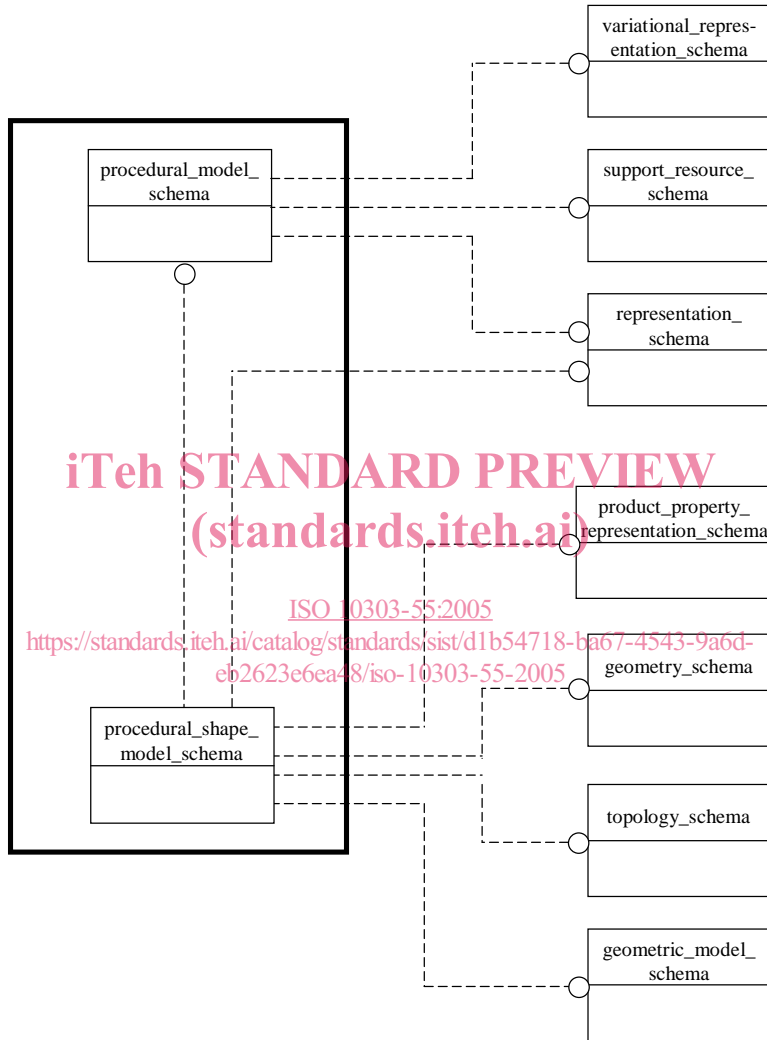 variational_repres-
entation_schema
procedural_model_
schema
support_resource_
schema
representation_
schema
iTeh STANDARD PREVIEW
(standards.iteh.ai)
product_property_
representation_schema
ISO 10303-55:2005
https://standards.iteh.ai/catalog/standards/sist/d1b54718-ba67-4543-9a6d-
eb2623e6ea48/iso-10303-55-2005
geometry_schema
procedural_shape_
model_schema
topology_schema
geometric_model_
schema